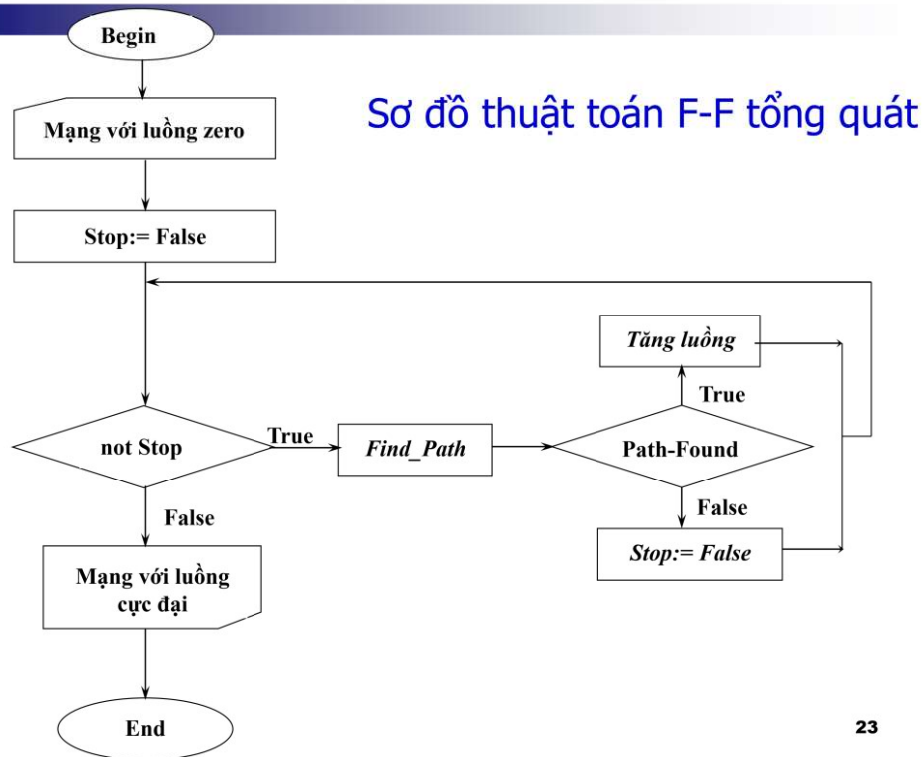 Begin
Sơ đồ thuật toán F-F tổng quát
Mạng với luồng zero
Stop:= False
Tăng luồng
True
not Stop
True
Find_Path
Path-Found
False
False
Stop:= False
Mạng với luồng
cực đại
End
23